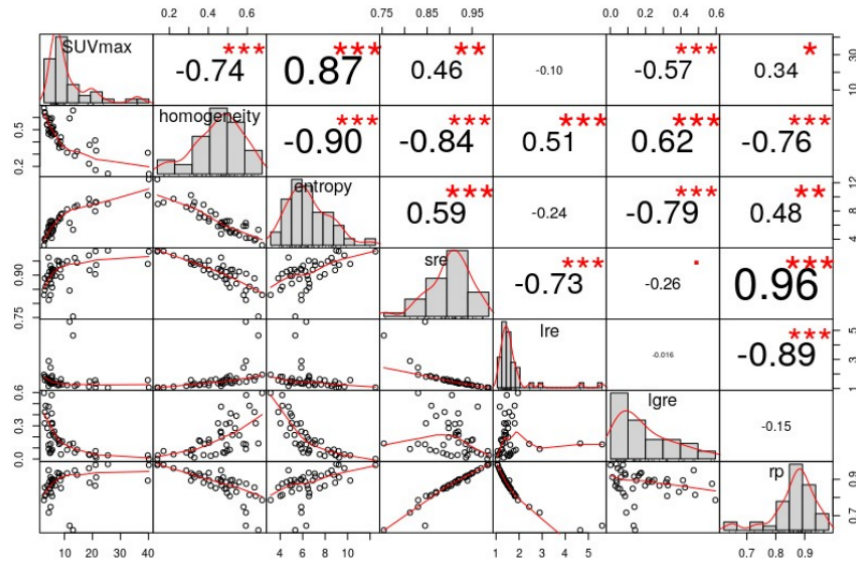 0.2 0.4 0.6 0.75 0.85 0.95 0.0 0.2 0.4 0.6
SUVmax -0.74 *** 0.87 *** 0.46 ** -0.10 -0.57 *** 0.34 * 10 30
0.2 0.5 homogeneity -0.90 *** -0.84 *** 0.51 *** 0.62 *** -0.76 ***
entropy 0.59 *** -0.24 -0.79 *** 0.48 ** 4 8 12
0.75 0.90 sre -0.73 *** -0.26 . 0.96 ***
lre -0.016 -0.89 *** 1 3 5
0.0 0.3 0.6 lgre -0.15
rp 0.7 0.9
10 20 30 40 4 6 8 10 1 2 3 4 5 0.7 0.8 0.9